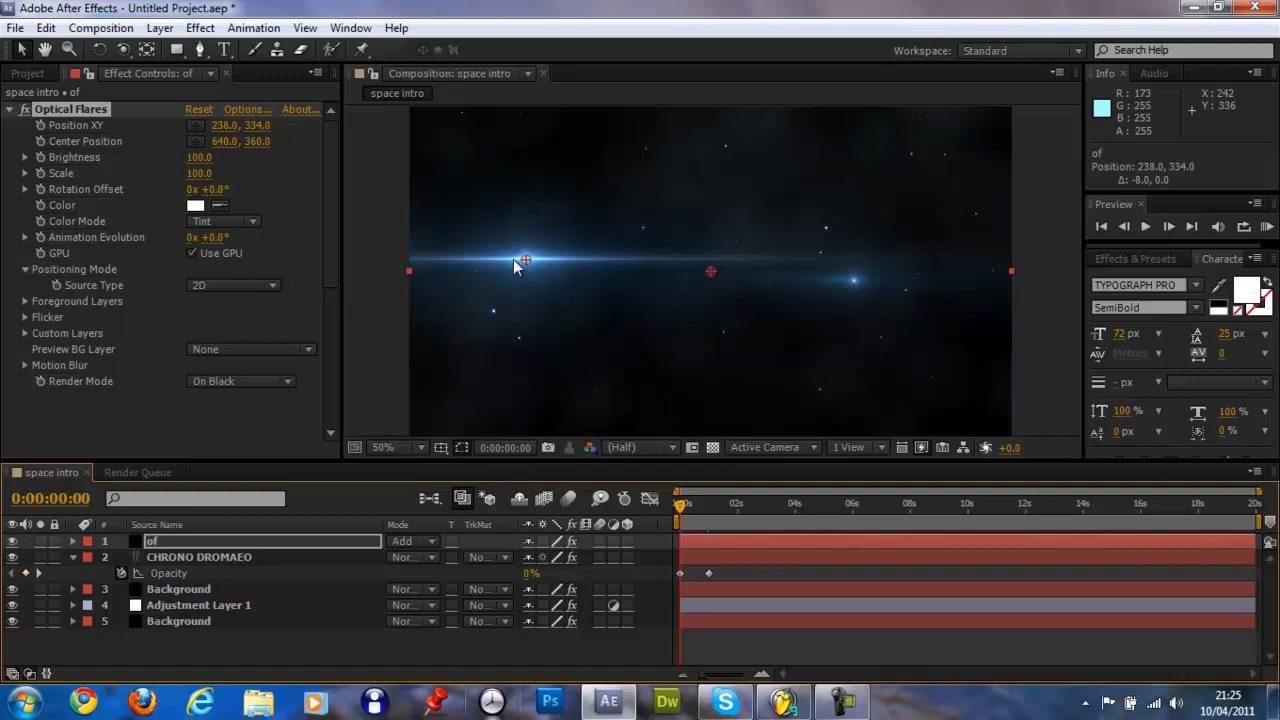 Adobe After Effects - Untitled Project.aep *
File Edit Composition Layer Effect Animation View Window Help
Workspace: Standard Search Help
Project Effect Controls: of Composition: space intro Info Audio
space intro • of space intro
fx Optical Flares Reset Options... About...
Position XY 238.0, 334.0
Center Position 640.0, 360.0
Brightness 100.0
Scale 100.0
Rotation Offset 0x +0.0°
Color
Color Mode Tint
Animation Evolution 0x +0.0°
GPU Use GPU
Positioning Mode
Source Type 2D
Foreground Layers
Flicker
Custom Layers
Preview BG Layer None
Motion Blur
Render Mode On Black
R: 173 X: 242
G: 255 Y: 336
B: 255
A: 255
of
Position: 238.0, 334.0
Δ: -8.0, 0.0
Preview
Effects & Presets Characte
TYPOGRAPH PRO
SemiBold
72 px 25 px
Metrics 0
- px
100 % 100 %
0 px 0 %
50% 0:00:00:00 (Half) Active Camera 1 View +0.0
space intro Render Queue
0:00:00:00
0s 02s 04s 06s 08s 10s 12s 14s 16s 18s 20s
# Source Name Mode T TrkMat
1 of Add
2 CHRONO DROMAEO Nor... No...
Opacity 0%
3 Background Nor... No...
4 Adjustment Layer 1 Nor... No...
5 Background Nor... No...
Ps Ae Dw
21:25
10/04/2011